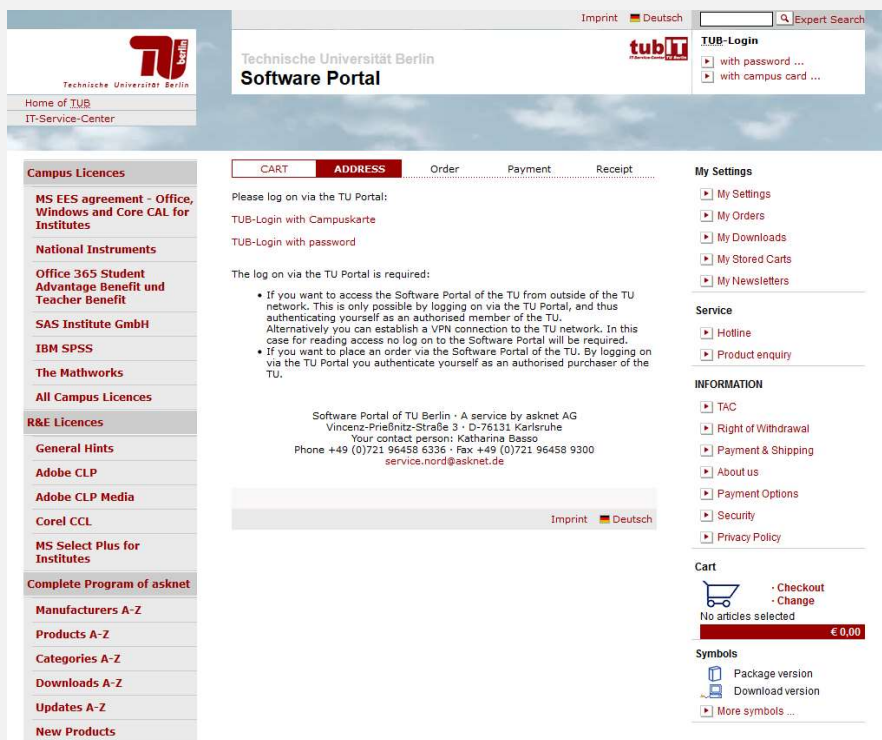 Imprint Deutsch
Expert Search
TU berlin
Technische Universität Berlin
Technische Universität Berlin
Software Portal
tubIT
IT-Service-Center TU Berlin
TUB-Login
with password ...
with campus card ...
Home of TUB
IT-Service-Center
Campus Licences
MS EES agreement - Office,
Windows and Core CAL for
Institutes
National Instruments
Office 365 Student
Advantage Benefit und
Teacher Benefit
SAS Institute GmbH
IBM SPSS
The Mathworks
All Campus Licences
R&E Licences
General Hints
Adobe CLP
Adobe CLP Media
Corel CCL
MS Select Plus for
Institutes
Complete Program of asknet
Manufacturers A-Z
Products A-Z
Categories A-Z
Downloads A-Z
Updates A-Z
New Products
CART ADDRESS Order Payment Receipt
Please log on via the TU Portal:
TUB-Login with Campuskarte
TUB-Login with password
The log on via the TU Portal is required:
• If you want to access the Software Portal of the TU from outside of the TU
network. This is only possible by logging on via the TU Portal, and thus
authenticating yourself as an authorised member of the TU.
Alternatively you can establish a VPN connection to the TU network. In this
case for reading access no log on to the Software Portal will be required.
• If you want to place an order via the Software Portal of the TU. By logging on
via the TU Portal you authenticate yourself as an authorised purchaser of the
TU.
Software Portal of TU Berlin · A service by asknet AG
Vincenz-Prießnitz-Straße 3 · D-76131 Karlsruhe
Your contact person: Katharina Basso
Phone +49 (0)721 96458 6336 · Fax +49 (0)721 96458 9300
service.nord@asknet.de
Imprint Deutsch
My Settings
My Settings
My Orders
My Downloads
My Stored Carts
My Newsletters
Service
Hotline
Product enquiry
INFORMATION
TAC
Right of Withdrawal
Payment & Shipping
About us
Payment Options
Security
Privacy Policy
Cart
· Checkout
· Change
No articles selected
€ 0,00
Symbols
Package version
Download version
More symbols ...